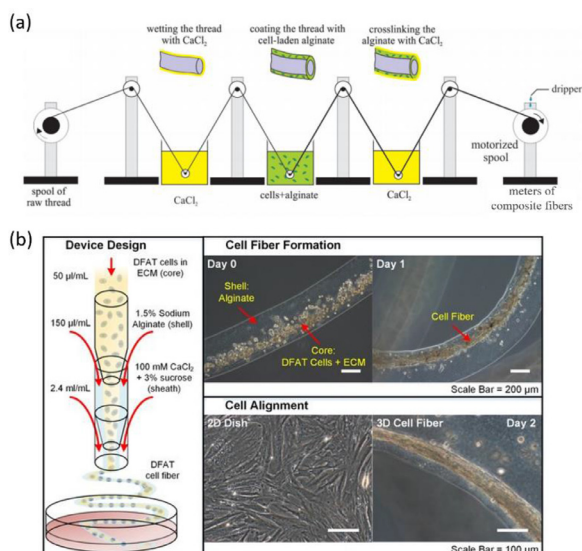 (a)
wetting the thread
with CaCl2
coating the thread with
cell-laden alginate
crosslinking the
alginate with CaCl2
dripper
motorized
spool
spool of
raw thread
CaCl2
cells+alginate
CaCl2
meters of
composite fibers
(b)
Device Design
50 µl/mL
DFAT cells in
ECM (core)
150 µl/mL
1.5% Sodium
Alginate (shell)
2.4 ml/mL
100 mM CaCl2
+ 3% sucrose
(sheath)
DFAT
cell fiber
Cell Fiber Formation
Day 0
Shell:
Alginate
Core:
DFAT Cells + ECM
Day 1
Cell Fiber
Scale Bar = 200 µm
Cell Alignment
2D Dish
3D Cell Fiber
Day 2
Scale Bar = 100 µm